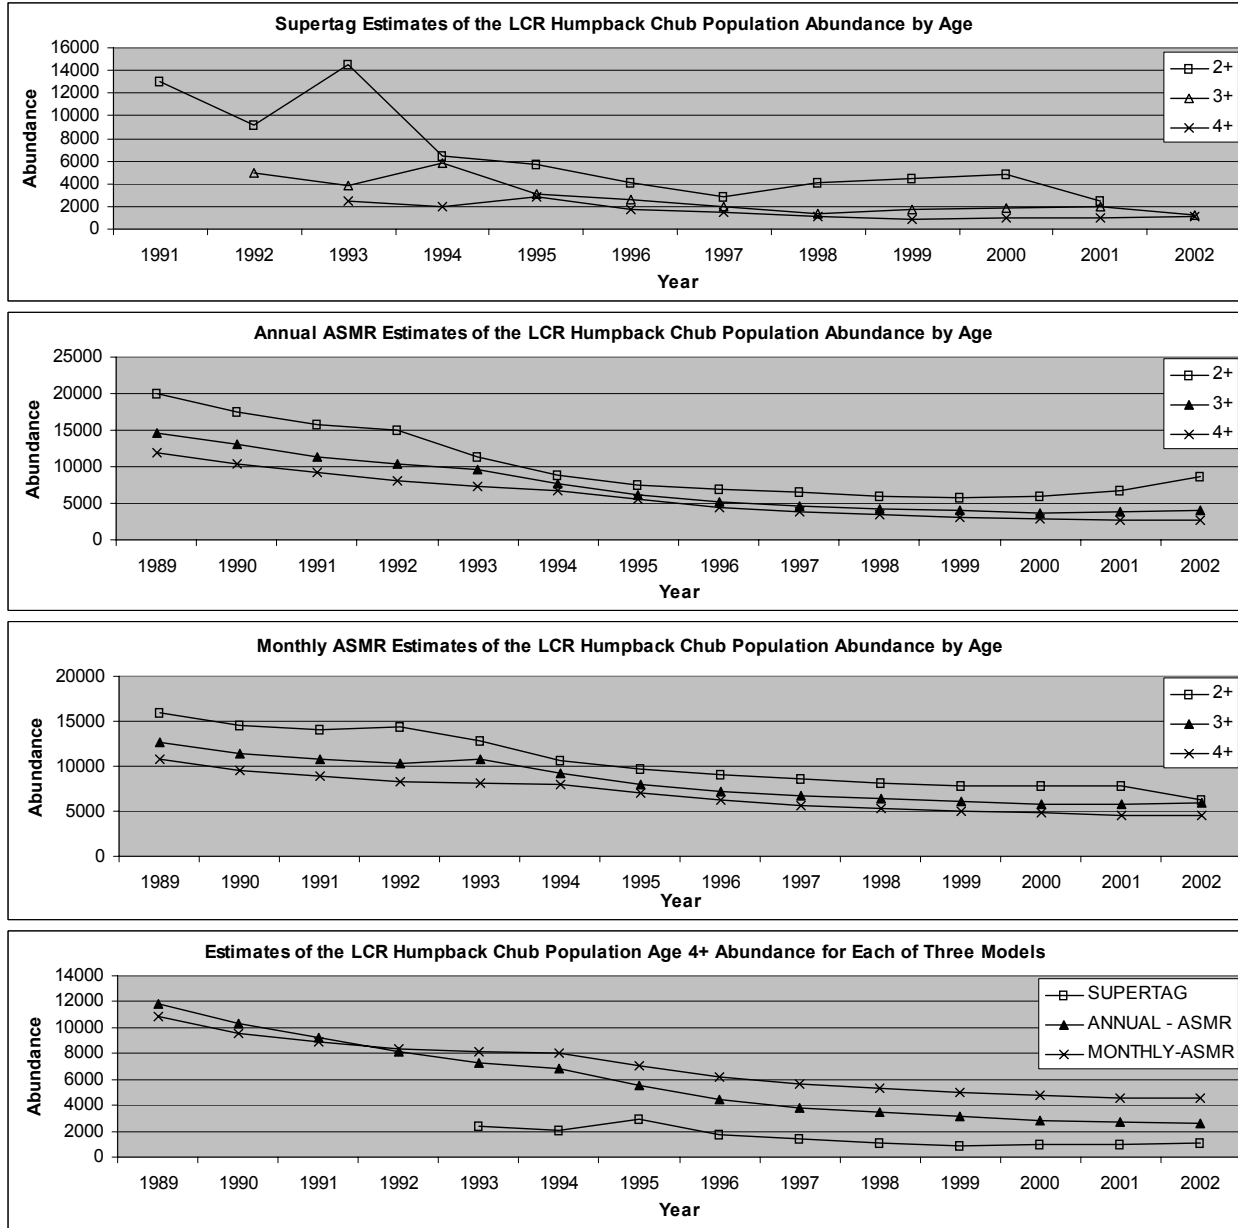 Supertag Estimates of the LCR Humpback Chub Population Abundance by Age
16000
14000
12000
10000
8000
6000
4000
2000
0
Abundance
2+
3+
4+
1991 1992 1993 1994 1995 1996 1997 1998 1999 2000 2001 2002
Year
Annual ASMR Estimates of the LCR Humpback Chub Population Abundance by Age
25000
20000
15000
10000
5000
0
Abundance
2+
3+
4+
1989 1990 1991 1992 1993 1994 1995 1996 1997 1998 1999 2000 2001 2002
Year
Monthly ASMR Estimates of the LCR Humpback Chub Population Abundance by Age
20000
15000
10000
5000
0
Abundance
2+
3+
4+
1989 1990 1991 1992 1993 1994 1995 1996 1997 1998 1999 2000 2001 2002
Year
Estimates of the LCR Humpback Chub Population Age 4+ Abundance for Each of Three Models
14000
12000
10000
8000
6000
4000
2000
0
Abundance
SUPERTAG
ANNUAL - ASMR
MONTHLY-ASMR
1989 1990 1991 1992 1993 1994 1995 1996 1997 1998 1999 2000 2001 2002
Year